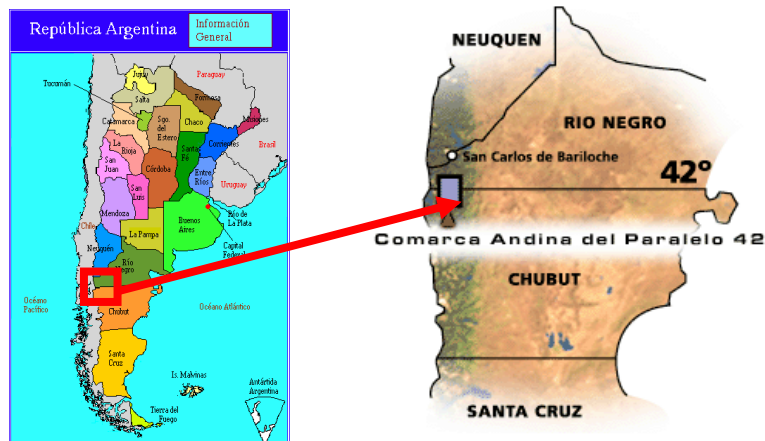 República Argentina
Información
General
Jujuy
Paraguay
Tucumán
Salta
Formosa
Catamarca
Chaco
Misiones
Sgo.
del
Estero
Santa
Fé
Corrientes
La
Rioja
Brasil
San
Juan
Córdoba
Entre
Ríos
San
Luis
Uruguay
Mendoza
Río de
La Plata
Chile
La Pampa
Buenos
Aires
Capital
Federal
Neuquén
Río
Negro
Océano
Pacífico
Chubut
Océano Atlántico
Santa
Cruz
Is. Malvinas
Antártida
Argentina
Tierra del
Fuego
NEUQUEN
RIO NEGRO
San Carlos de Bariloche
42º
Comarca Andina del Paralelo 42
CHUBUT
SANTA CRUZ